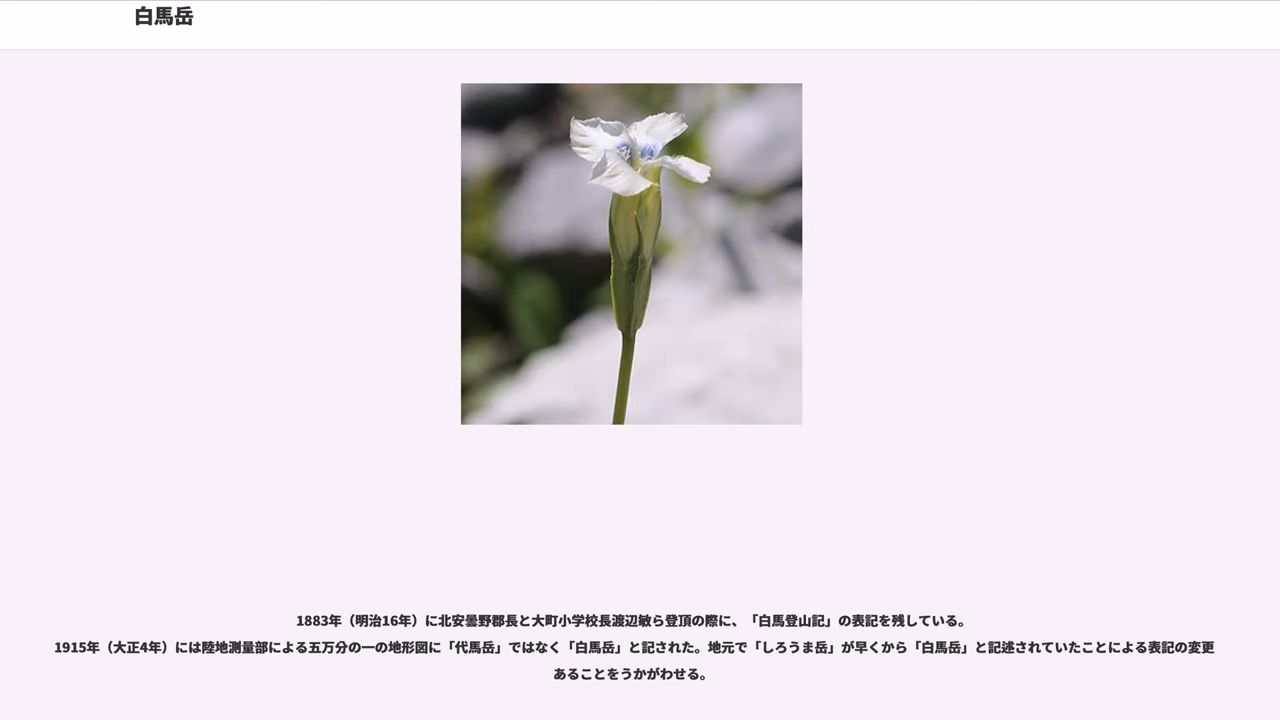 白馬岳
1883年（明治16年）に北安曇野郡長と大町小学校長渡辺敏ら登頂の際に、「白馬登山記」の表記を残している。
1915年（大正4年）には陸地測量部による五万分の一の地形図に「代馬岳」ではなく「白馬岳」と記された。地元で「しろうま岳」が早くから「白馬岳」と記述されていたことによる表記の変更
あることをうかがわせる。